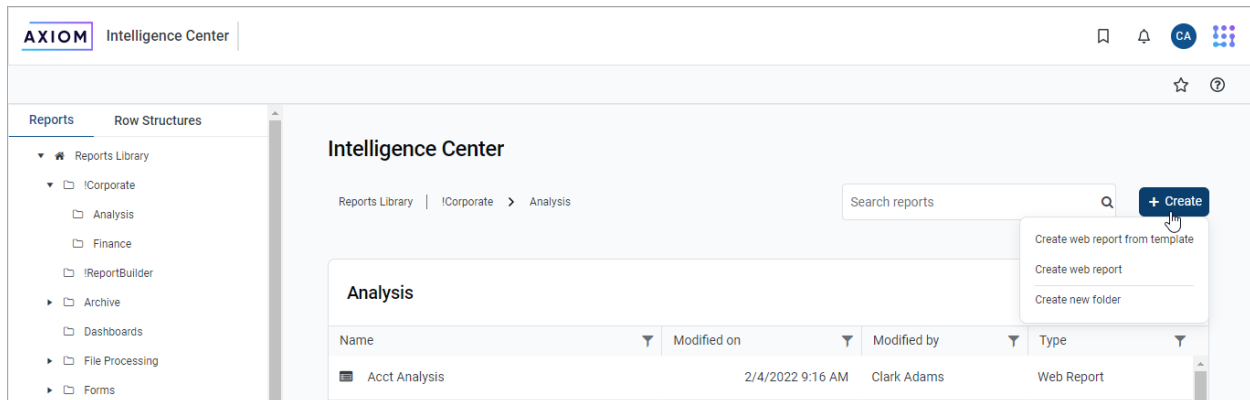 AXIOM Intelligence Center
CA
Reports Row Structures
Reports Library
!Corporate
Analysis
Finance
!ReportBuilder
Archive
Dashboards
File Processing
Forms
Intelligence Center
Reports Library | !Corporate > Analysis
Search reports
+ Create
Create web report from template
Create web report
Create new folder
Analysis
Name Modified on Modified by Type
Acct Analysis 2/4/2022 9:16 AM Clark Adams Web Report